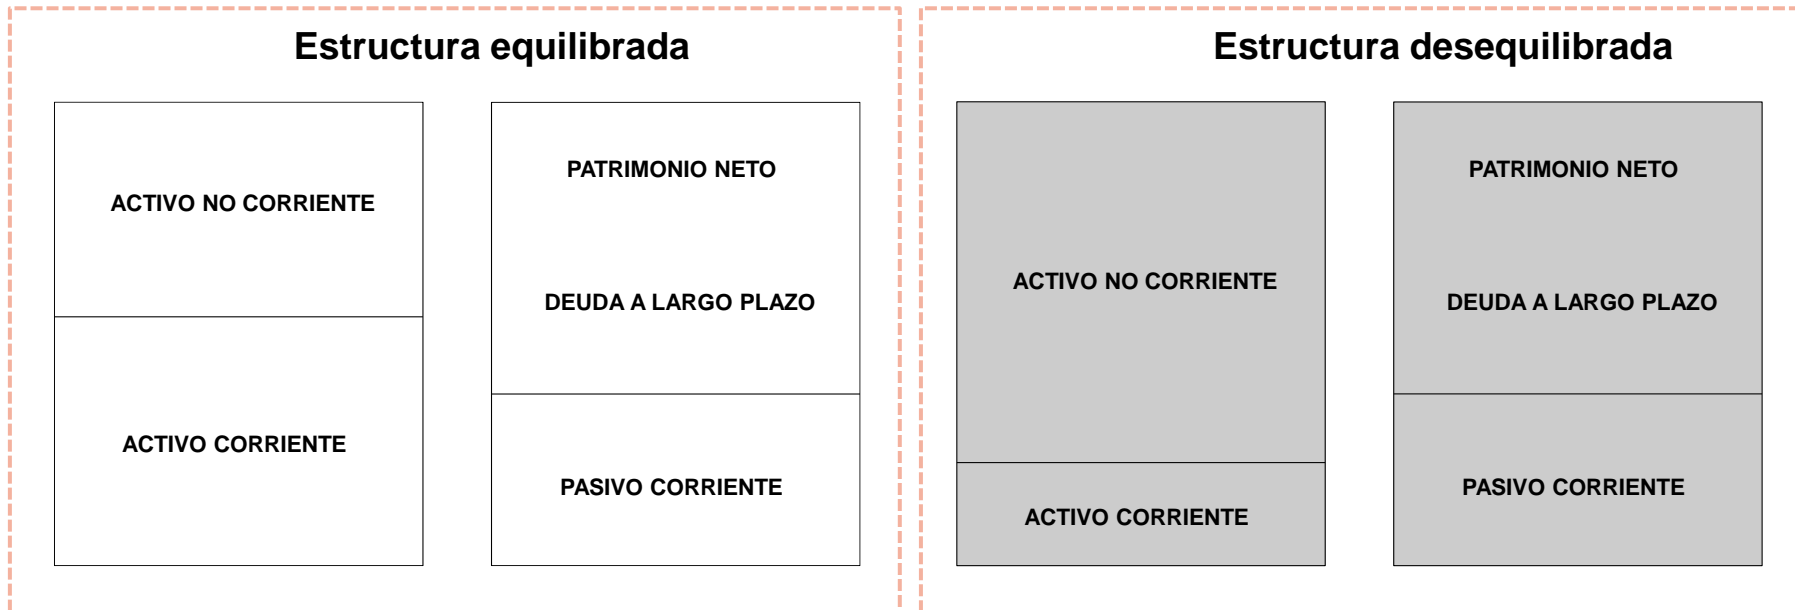 Estructura equilibrada
ACTIVO NO CORRIENTE
ACTIVO CORRIENTE
PATRIMONIO NETO
DEUDA A LARGO PLAZO
PASIVO CORRIENTE
Estructura desequilibrada
ACTIVO NO CORRIENTE
ACTIVO CORRIENTE
PATRIMONIO NETO
DEUDA A LARGO PLAZO
PASIVO CORRIENTE